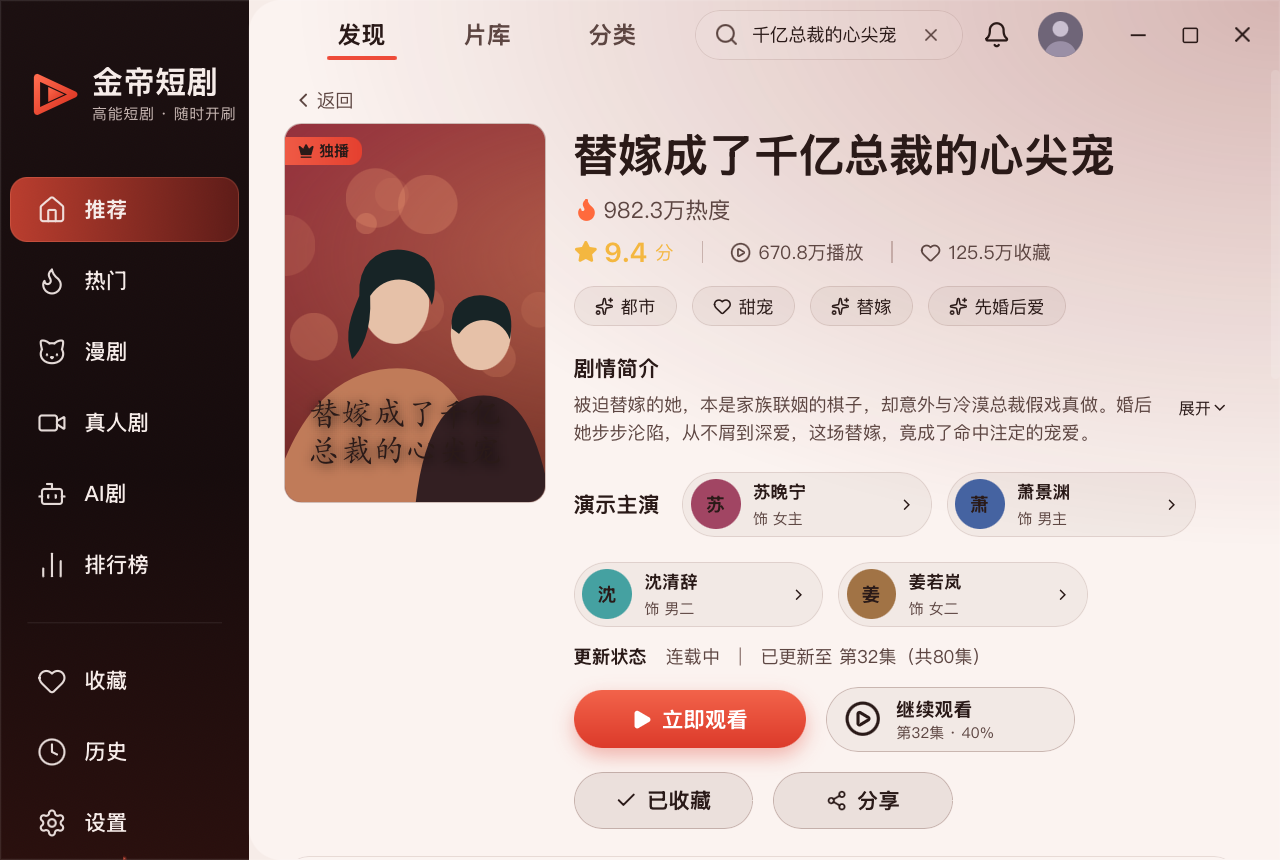 金帝短剧
高能短剧 · 随时开刷
推荐
热门
漫剧
真人剧
AI剧
排行榜
收藏
历史
设置
发现
片库
分类
千亿总裁的心尖宠
返回
独播
替嫁成了
总裁的心
替嫁成了千亿总裁的心尖宠
982.3万热度
9.4 分
670.8万播放
125.5万收藏
都市
甜宠
替嫁
先婚后爱
剧情简介
被迫替嫁的她，本是家族联姻的棋子，却意外与冷漠总裁假戏真做。婚后
她步步沦陷，从不屑到深爱，这场替嫁，竟成了命中注定的宠爱。
展开
演示主演
苏
苏晚宁
饰 女主
萧
萧景渊
饰 男主
沈
沈清辞
饰 男二
姜
姜若岚
饰 女二
更新状态 连载中 | 已更新至 第32集（共80集）
立即观看
继续观看
第32集 · 40%
已收藏
分享